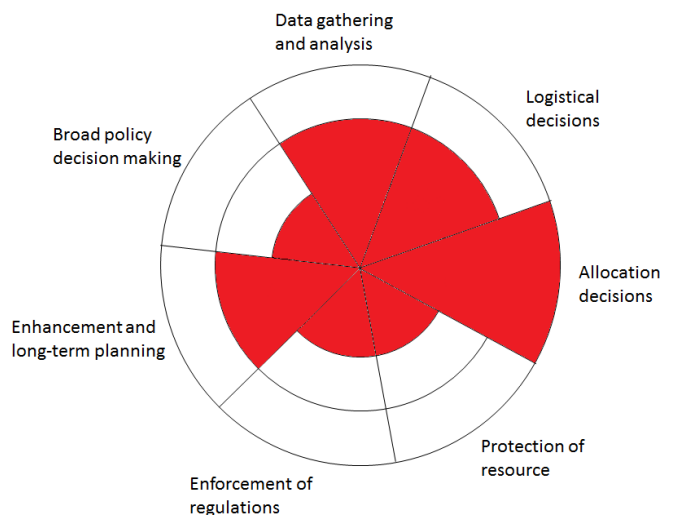 Data gathering
and analysis
Logistical
decisions
Broad policy
decision making
Allocation
decisions
Enhancement and
long-term planning
Protection of
resource
Enforcement of
regulations